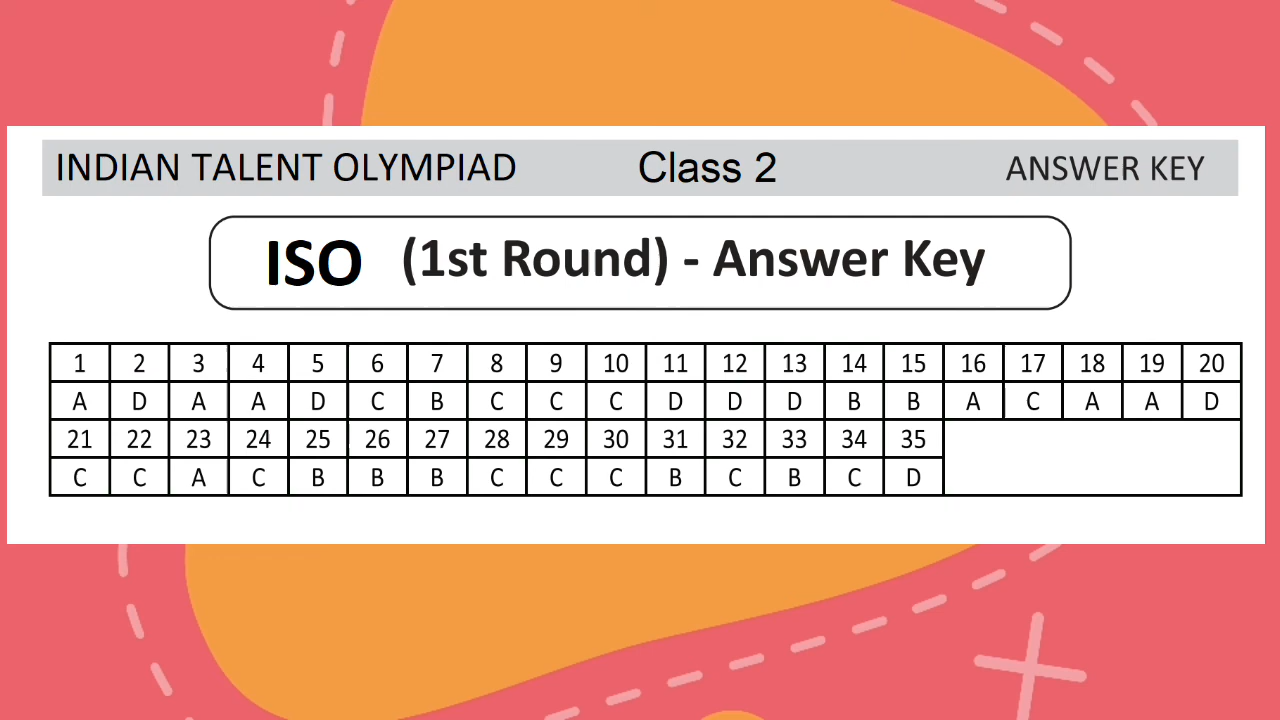 INDIAN TALENT OLYMPIAD Class 2 ANSWER KEY
ISO (1st Round) - Answer Key
1 2 3 4 5 6 7 8 9 10 11 12 13 14 15 16 17 18 19 20
A D A A D C B C C C D D D B B A C A A D
21 22 23 24 25 26 27 28 29 30 31 32 33 34 35
C C A C B B B C C C B C B C D